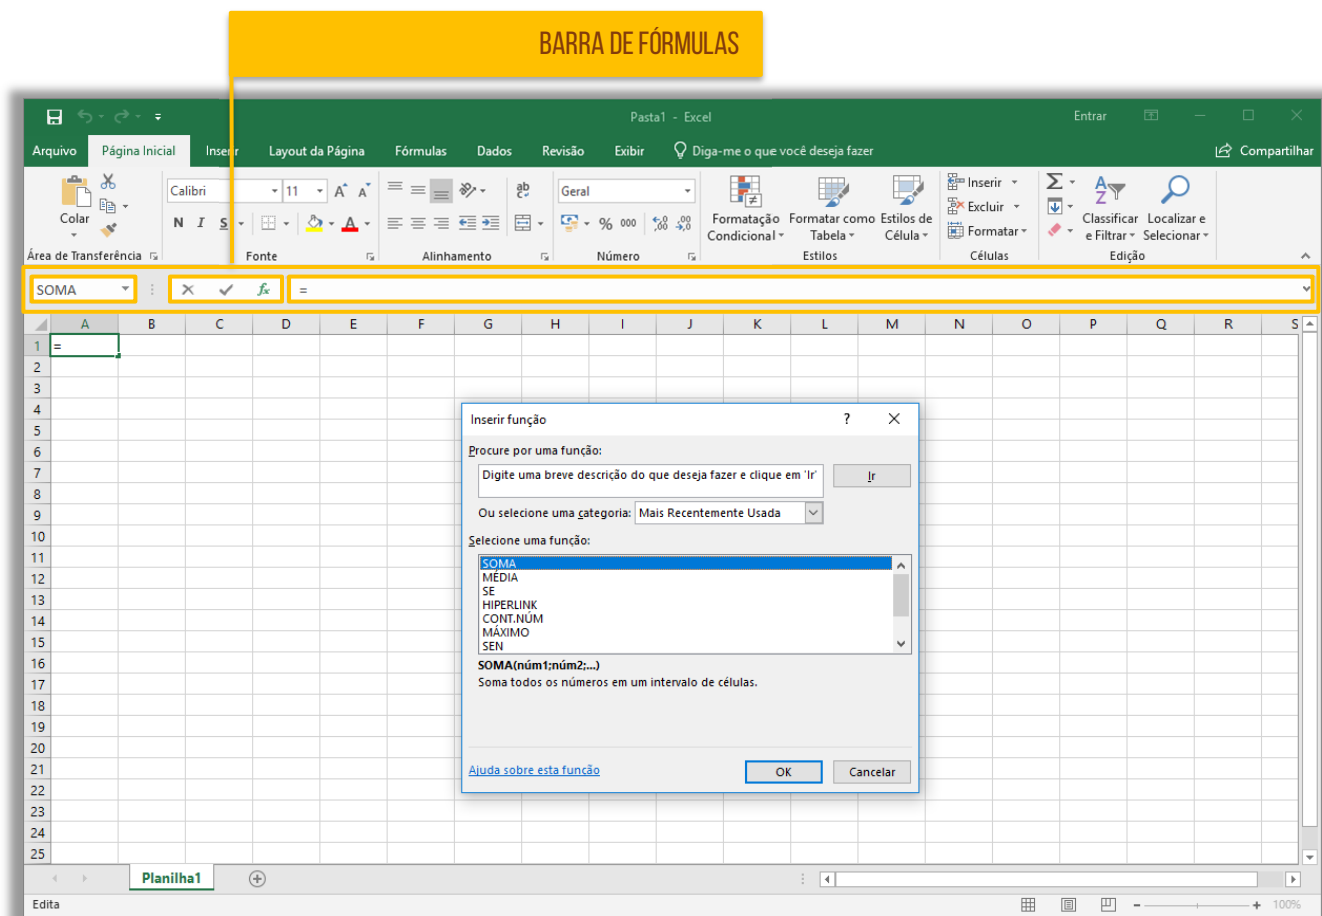 BARRA DE FÓRMULAS
Pasta1 - Excel
Entrar
Arquivo Página Inicial Inserir Layout da Página Fórmulas Dados Revisão Exibir Diga-me o que você deseja fazer Compartilhar
Colar
Calibri 11 A A
ab
c
Geral
N I S A
% 000
,00 ,0
,0 ,00
Formatação Condicional
Formatar como Tabela
Estilos de Célula
Inserir
Excluir
Formatar
Σ
A
Z
Classificar e Filtrar
Localizar e Selecionar
Área de Transferência Fonte Alinhamento Número Estilos Células Edição
SOMA fx =
A B C D E F G H I J K L M N O P Q R S
1 =
2
3
4
5
6
7
8
9
10
11
12
13
14
15
16
17
18
19
20
21
22
23
24
25
Inserir função ?
Procure por uma função:
Digite uma breve descrição do que deseja fazer e clique em 'Ir' Ir
Ou selecione uma categoria: Mais Recentemente Usada
Selecione uma função:
SOMA
MÉDIA
SE
HIPERLINK
CONT.NÚM
MÁXIMO
SEN
SOMA(núm1;núm2;...)
Soma todos os números em um intervalo de células.
Ajuda sobre esta função OK Cancelar
Planilha1
Edita 100%